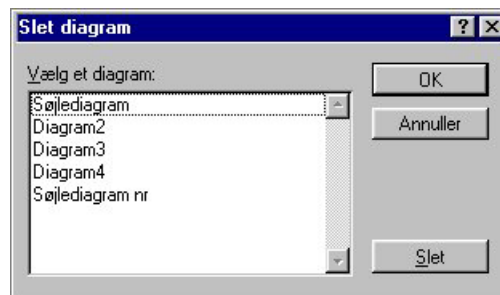 Slet diagram
Vælg et diagram:
Søjlediagram
Diagram2
Diagram3
Diagram4
Søjlediagram nr
OK
Annuller
Slet